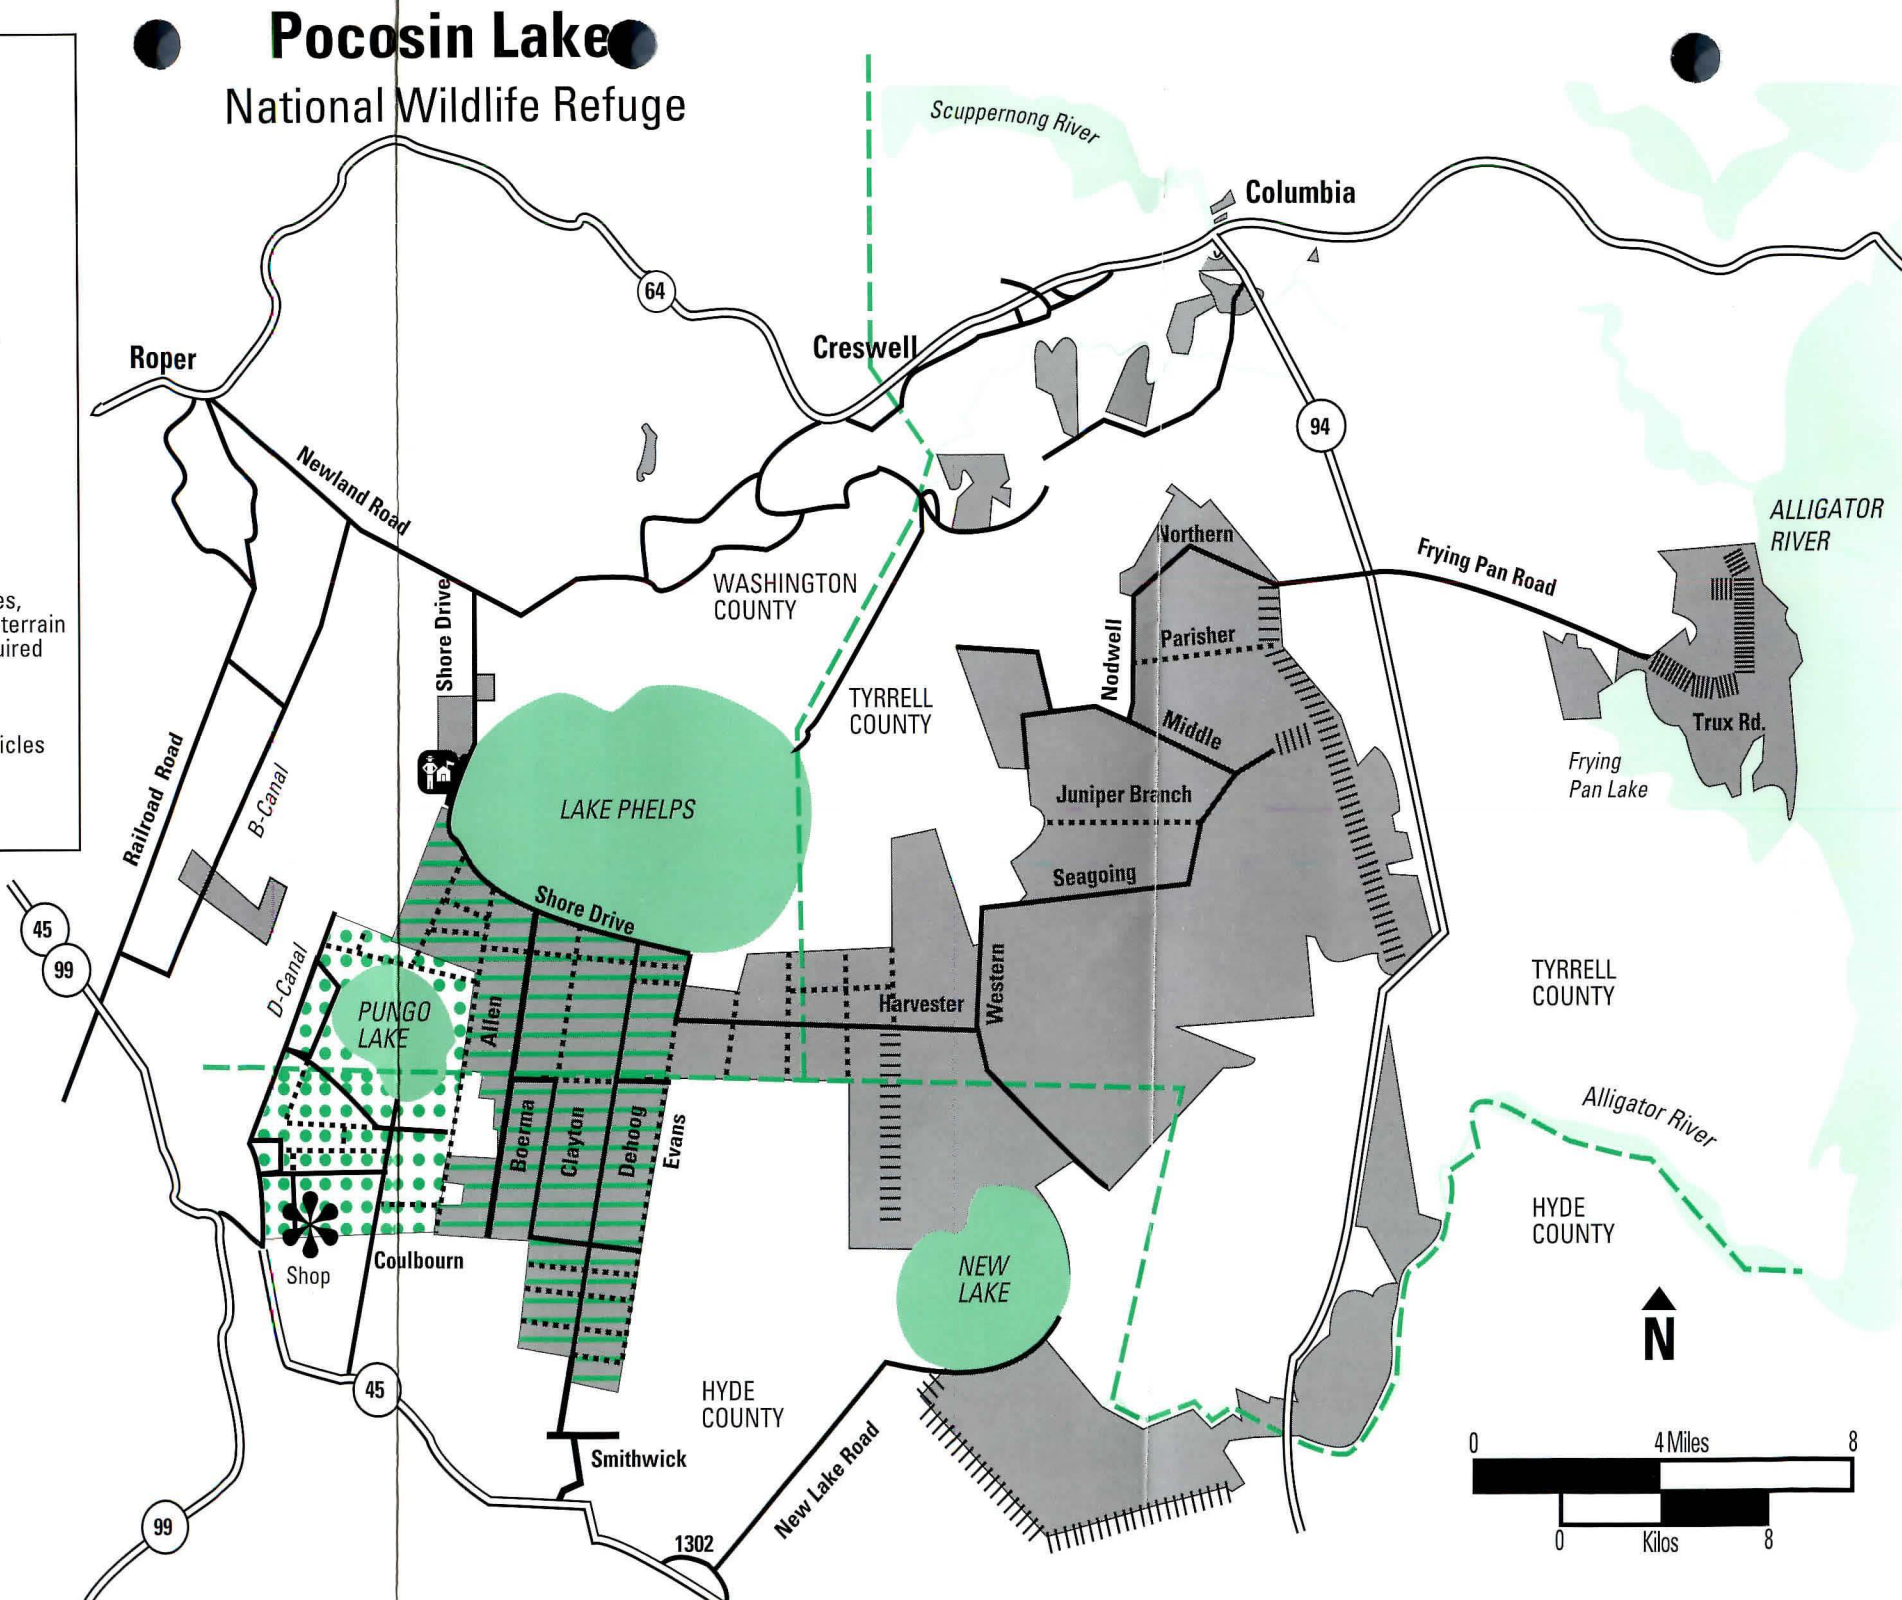 Pocosin Lake
National Wildlife Refuge
Scuppernong River
Columbia
64
Creswell
Roper
94
Newland Road
ALLIGATOR
RIVER
Northern
Frying Pan Road
es,
terrain
uired
icles
Shore Drive
WASHINGTON
COUNTY
Nodwell
Parisher
TYRRELL
COUNTY
Middle
Trux Rd.
Frying
Pan Lake
Railroad Road
B-Canal
LAKE PHELPS
Juniper Branch
Seagoing
Shore Drive
45
99
D-Canal
PUNGO
LAKE
Allen
Harvester
Western
TYRRELL
COUNTY
Boerma
Clayton
Dehoog
Evans
Alligator River
HYDE
COUNTY
Shop
Coulbourn
NEW
LAKE
N
45
HYDE
COUNTY
Smithwick
New Lake Road
0 4 Miles 8
0 Kilos 8
99
1302